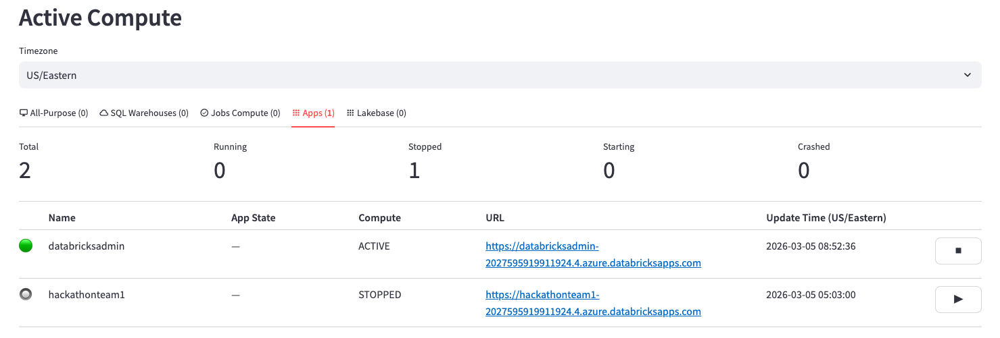 Active Compute
Timezone
US/Eastern
All-Purpose (0) SQL Warehouses (0) Jobs Compute (0) Apps (1) Lakebase (0)
Total Running Stopped Starting Crashed
2 0 1 0 0
Name App State Compute URL Update Time (US/Eastern)
databricksadmin — ACTIVE https://databricksadmin- 2026-03-05 08:52:36
2027595919911924.4.azure.databricksapps.com
hackathonteam1 — STOPPED https://hackathonteam1- 2026-03-05 05:03:00
2027595919911924.4.azure.databricksapps.com